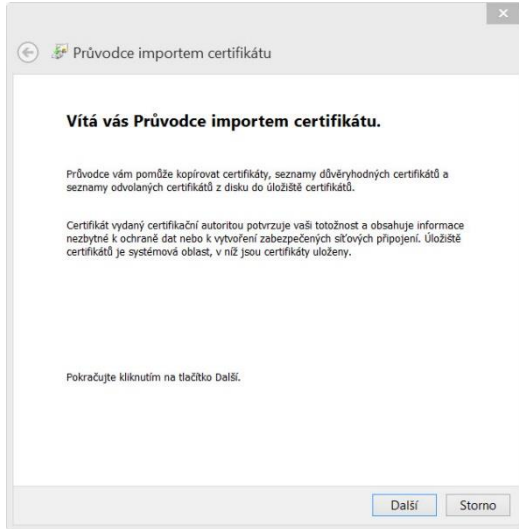 Průvodce importem certifikátu
Vítá vás Průvodce importem certifikátu.
Průvodce vám pomůže kopírovat certifikáty, seznamy důvěryhodných certifikátů a
seznamy odvolaných certifikátů z disku do úložiště certifikátů.
Certifikát vydaný certifikační autoritou potvrzuje vaši totožnost a obsahuje informace
nezbytné k ochraně dat nebo k vytvoření zabezpečených síťových připojení. Úložiště
certifikátů je systémová oblast, v níž jsou certifikáty uloženy.
Pokračujte kliknutím na tlačítko Další.
Další Storno